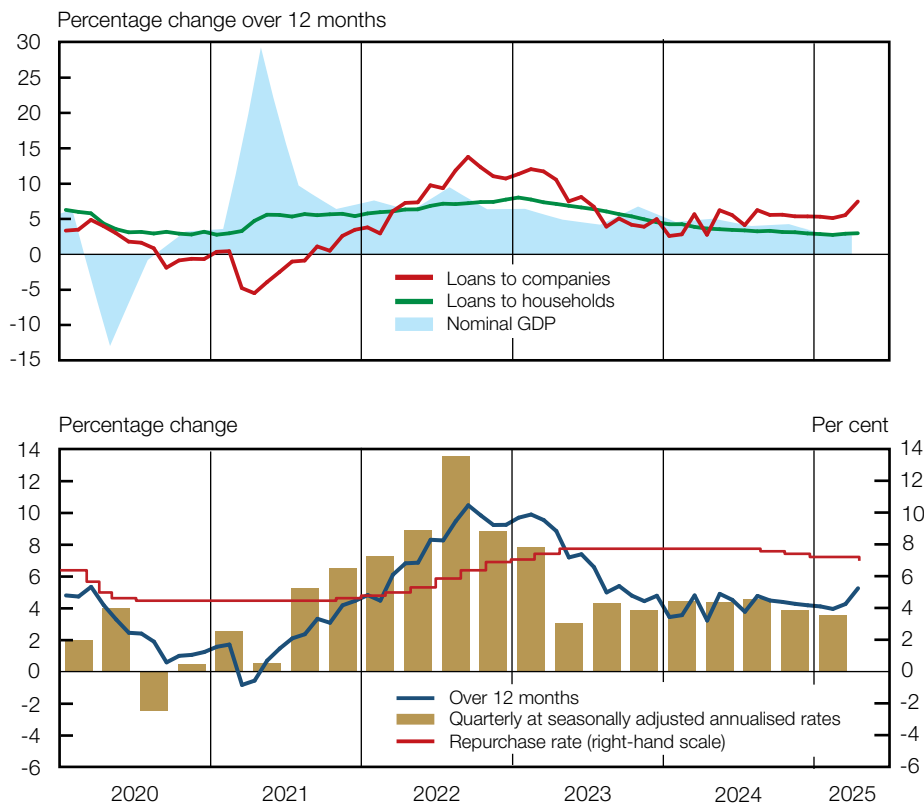 Percentage change over 12 months
30
25
20
15
10
5
0
-5
-10
-15
Loans to companies
Loans to households
Nominal GDP
Percentage change Per cent
14 14
12 12
10 10
8 8
6 6
4 4
2 2
0 0
-2 -2
-4 -4
-6 -6
Over 12 months
Quarterly at seasonally adjusted annualised rates
Repurchase rate (right-hand scale)
2020 2021 2022 2023 2024 2025